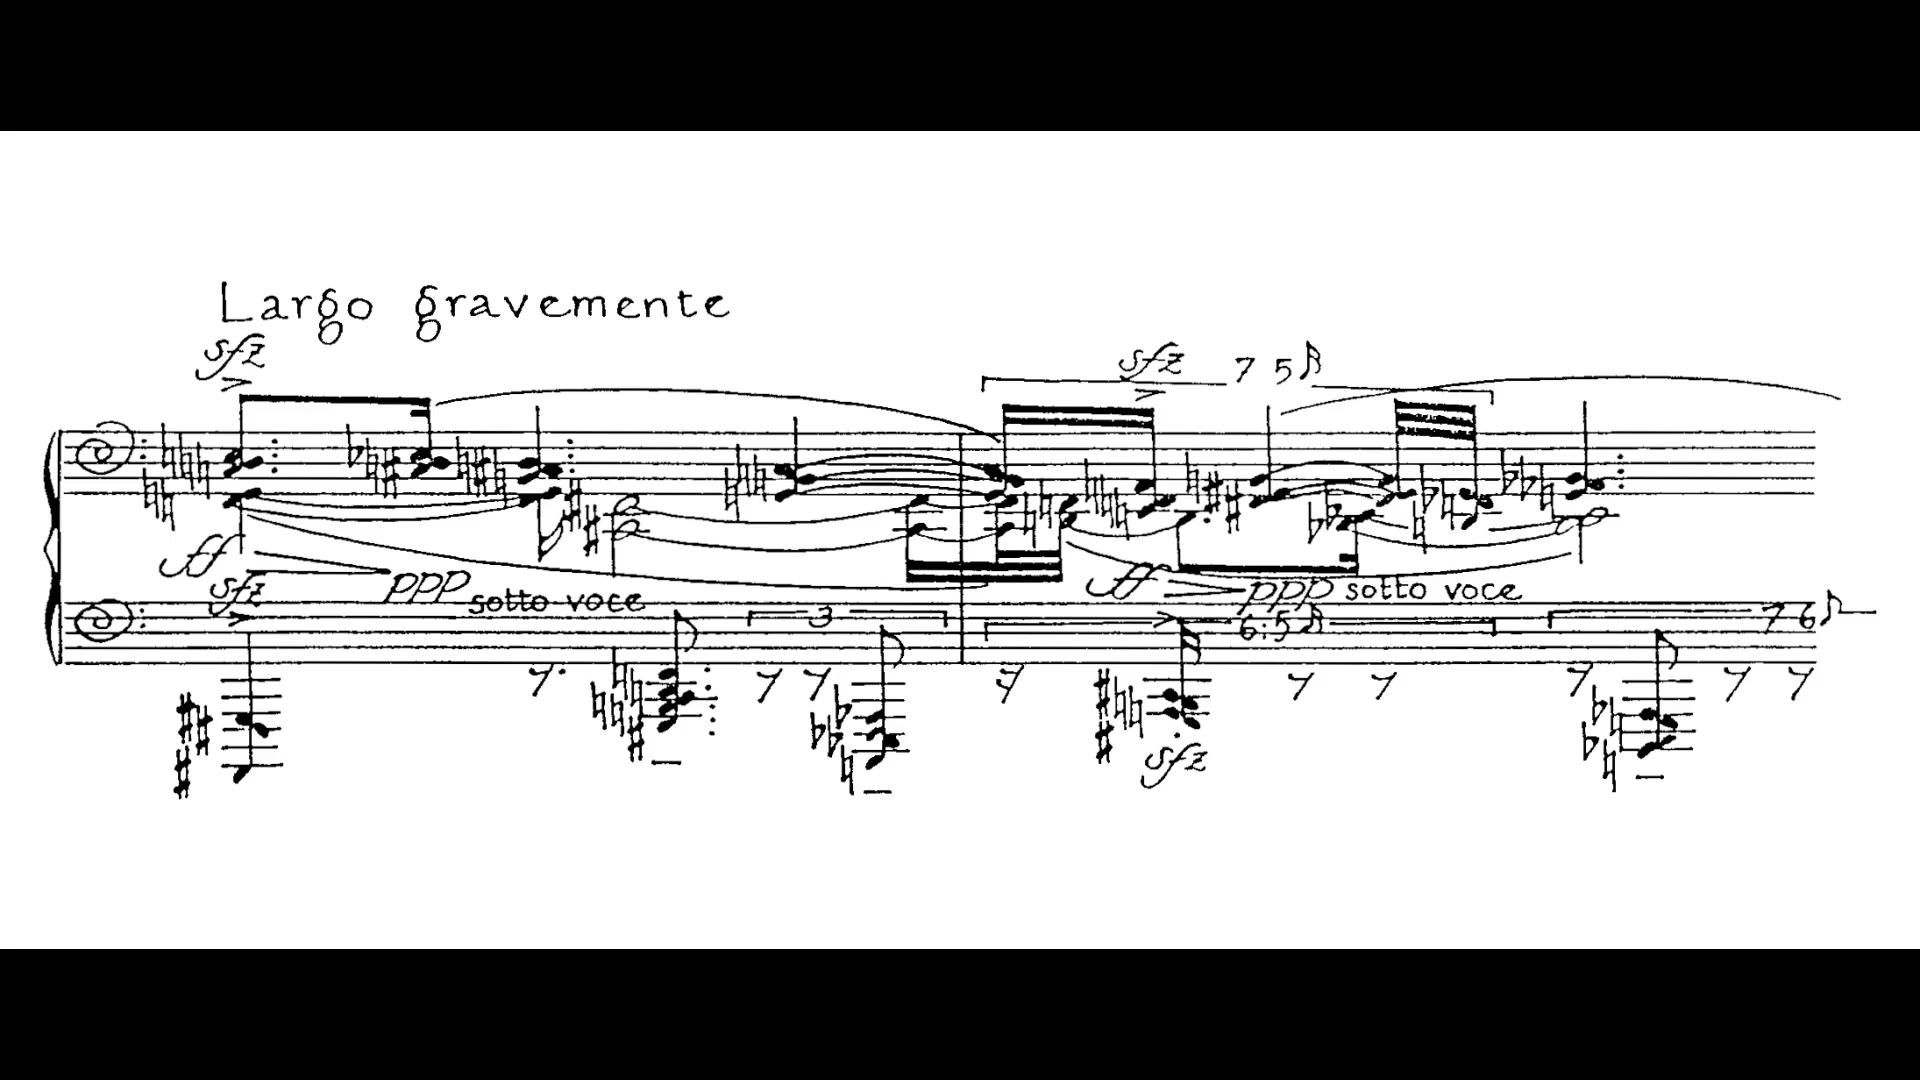 Largo gravemente
sfz
sfz 7 5
ff
ppp sotto voce
ff
ppp sotto voce
sfz
3
6:5
7 6
sfz